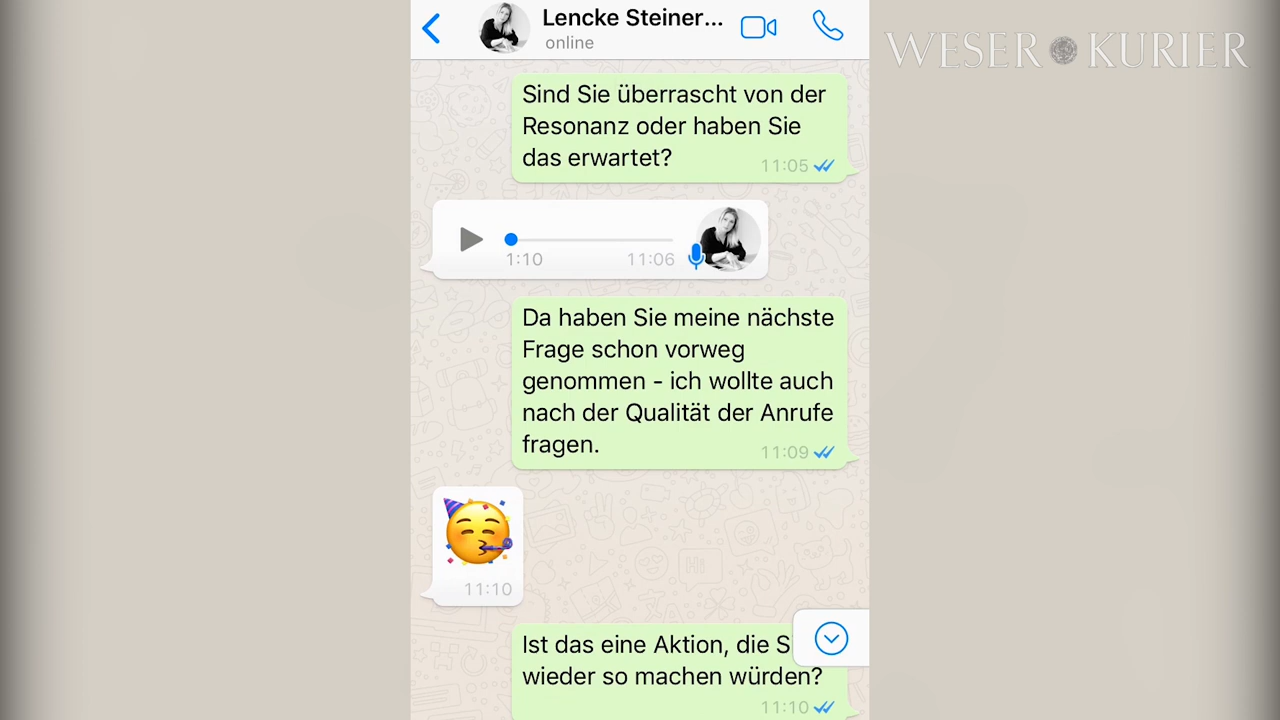 Lencke Steiner...
online
WESER KURIER
Sind Sie überrascht von der
Resonanz oder haben Sie
das erwartet?
11:05
1:10
11:06
Da haben Sie meine nächste
Frage schon vorweg
genommen - ich wollte auch
nach der Qualität der Anrufe
fragen.
11:09
11:10
Ist das eine Aktion, die S
wieder so machen würden?
11:10